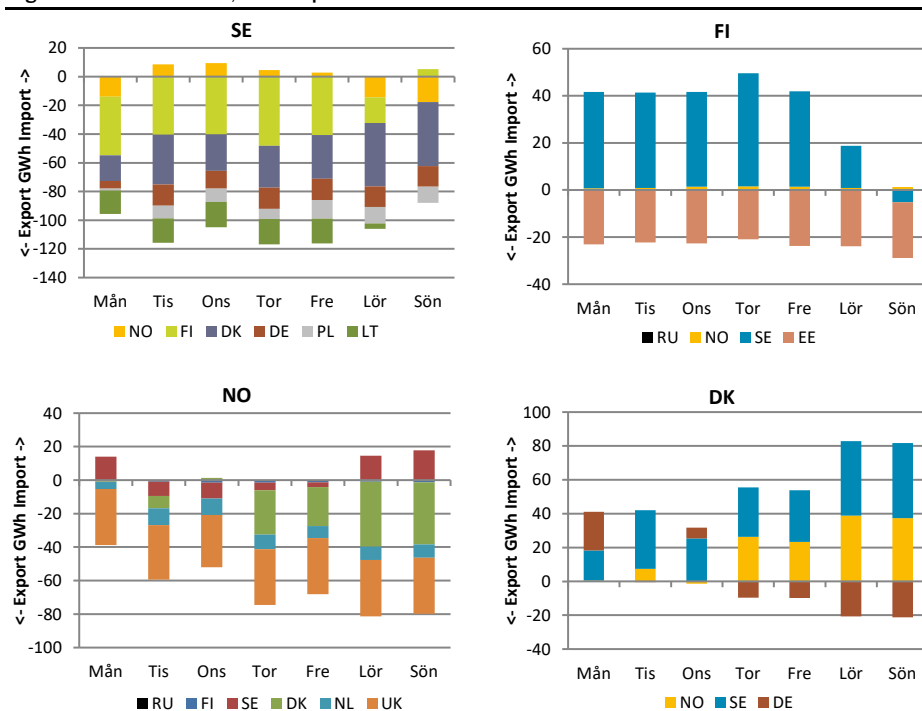 SE
<- Export GWh Import ->
20
0
-20
-40
-60
-80
-100
-120
-140
Mån Tis Ons Tor Fre Lör Sön
NO FI DK DE PL LT
FI
<- Export GWh Import ->
60
40
20
0
-20
-40
Mån Tis Ons Tor Fre Lör Sön
RU NO SE EE
NO
<- Export GWh Import ->
40
20
0
-20
-40
-60
-80
-100
Mån Tis Ons Tor Fre Lör Sön
RU FI SE DK NL UK
DK
<- Export GWh Import ->
100
80
60
40
20
0
-20
-40
Mån Tis Ons Tor Fre Lör Sön
NO SE DE